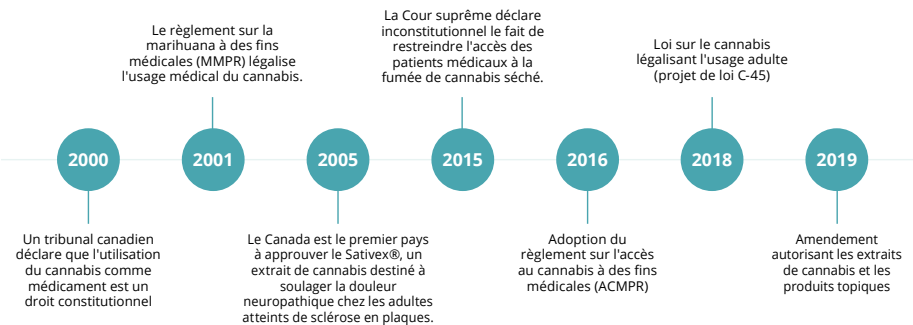 2000
Un tribunal canadien
déclare que l'utilisation
du cannabis comme
médicament est un
droit constitutionnel
Le règlement sur la
marihuana à des fins
médicales (MMPR) légalise
l'usage médical du cannabis.
2001
2005
Le Canada est le premier pays
à approuver le Sativex®, un
extrait de cannabis destiné à
soulager la douleur
neuropathique chez les adultes
atteints de sclérose en plaques.
La Cour suprême déclare
inconstitutionnel le fait de
restreindre l'accès des
patients médicaux à la
fumée de cannabis séché.
2015
2016
Adoption du
règlement sur l'accès
au cannabis à des fins
médicales (ACMPR)
Loi sur le cannabis
légalisant l'usage adulte
(projet de loi C-45)
2018
2019
Amendement
autorisant les extraits
de cannabis et les
produits topiques